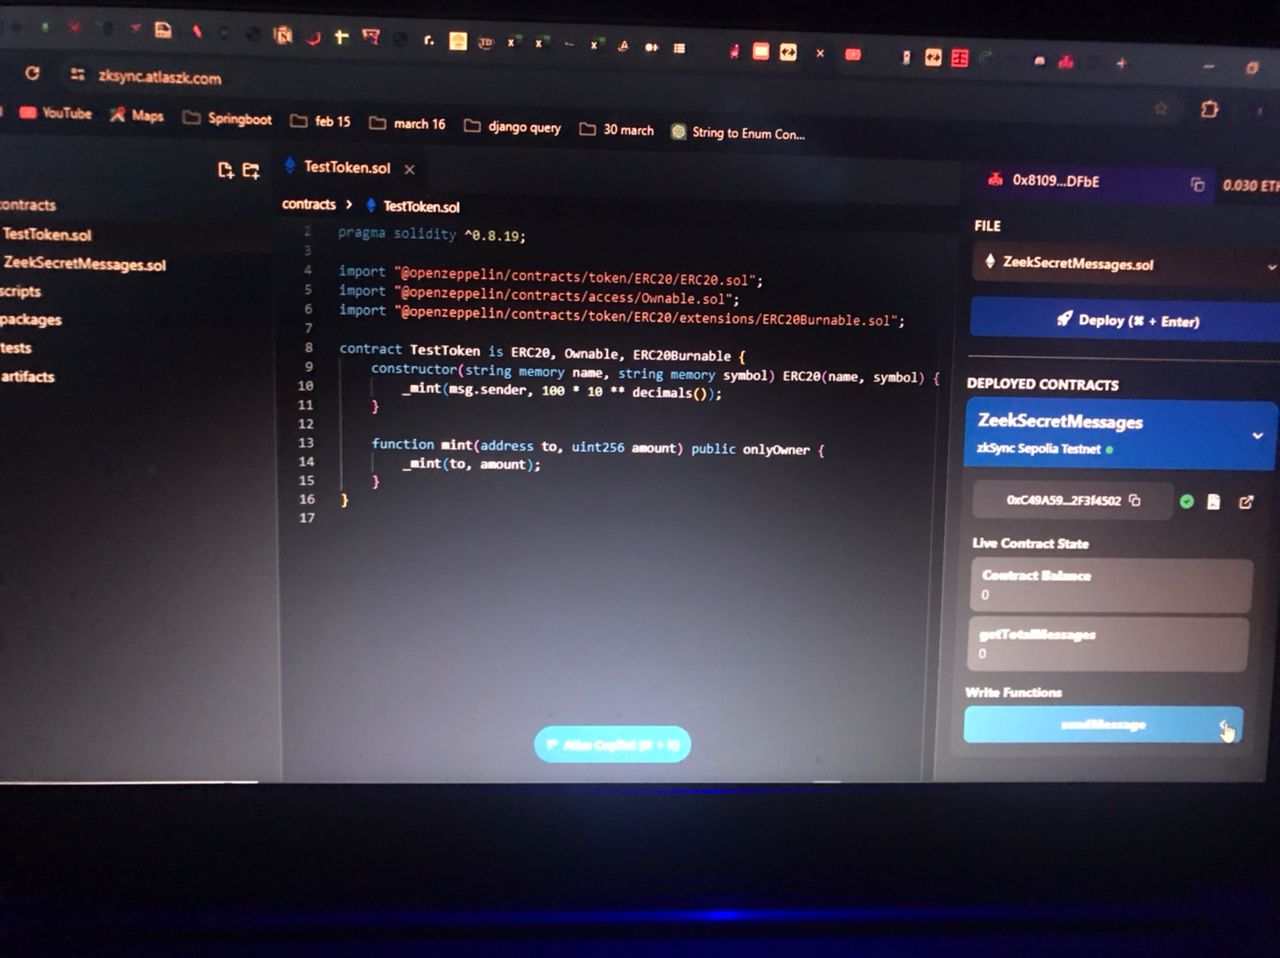 zksync.atlaszk.com
YouTube Maps Springboot feb 15 march 16 django query 30 march String to Enum Con...
ontracts
TestToken.sol
ZeekSecretMessages.sol
scripts
packages
tests
artifacts
TestToken.sol
contracts > TestToken.sol
2 pragma solidity ^0.8.19;
3
4 import "@openzeppelin/contracts/token/ERC20/ERC20.sol";
5 import "@openzeppelin/contracts/access/Ownable.sol";
6 import "@openzeppelin/contracts/token/ERC20/extensions/ERC20Burnable.sol";
7
8 contract TestToken is ERC20, Ownable, ERC20Burnable {
9 constructor(string memory name, string memory symbol) ERC20(name, symbol) {
10 _mint(msg.sender, 100 * 10 ** decimals());
11 }
12
13 function mint(address to, uint256 amount) public onlyOwner {
14 _mint(to, amount);
15 }
16 }
17
Atlas Copilot
0x8109...DFbE 0.030 ETH
FILE
ZeekSecretMessages.sol
Deploy (⌘ + Enter)
DEPLOYED CONTRACTS
ZeekSecretMessages
zkSync Sepolia Testnet
0xC49A59...2F3f4502
Live Contract State
Contract Balance
0
getTotalMessages
0
Write Functions
sendMessage